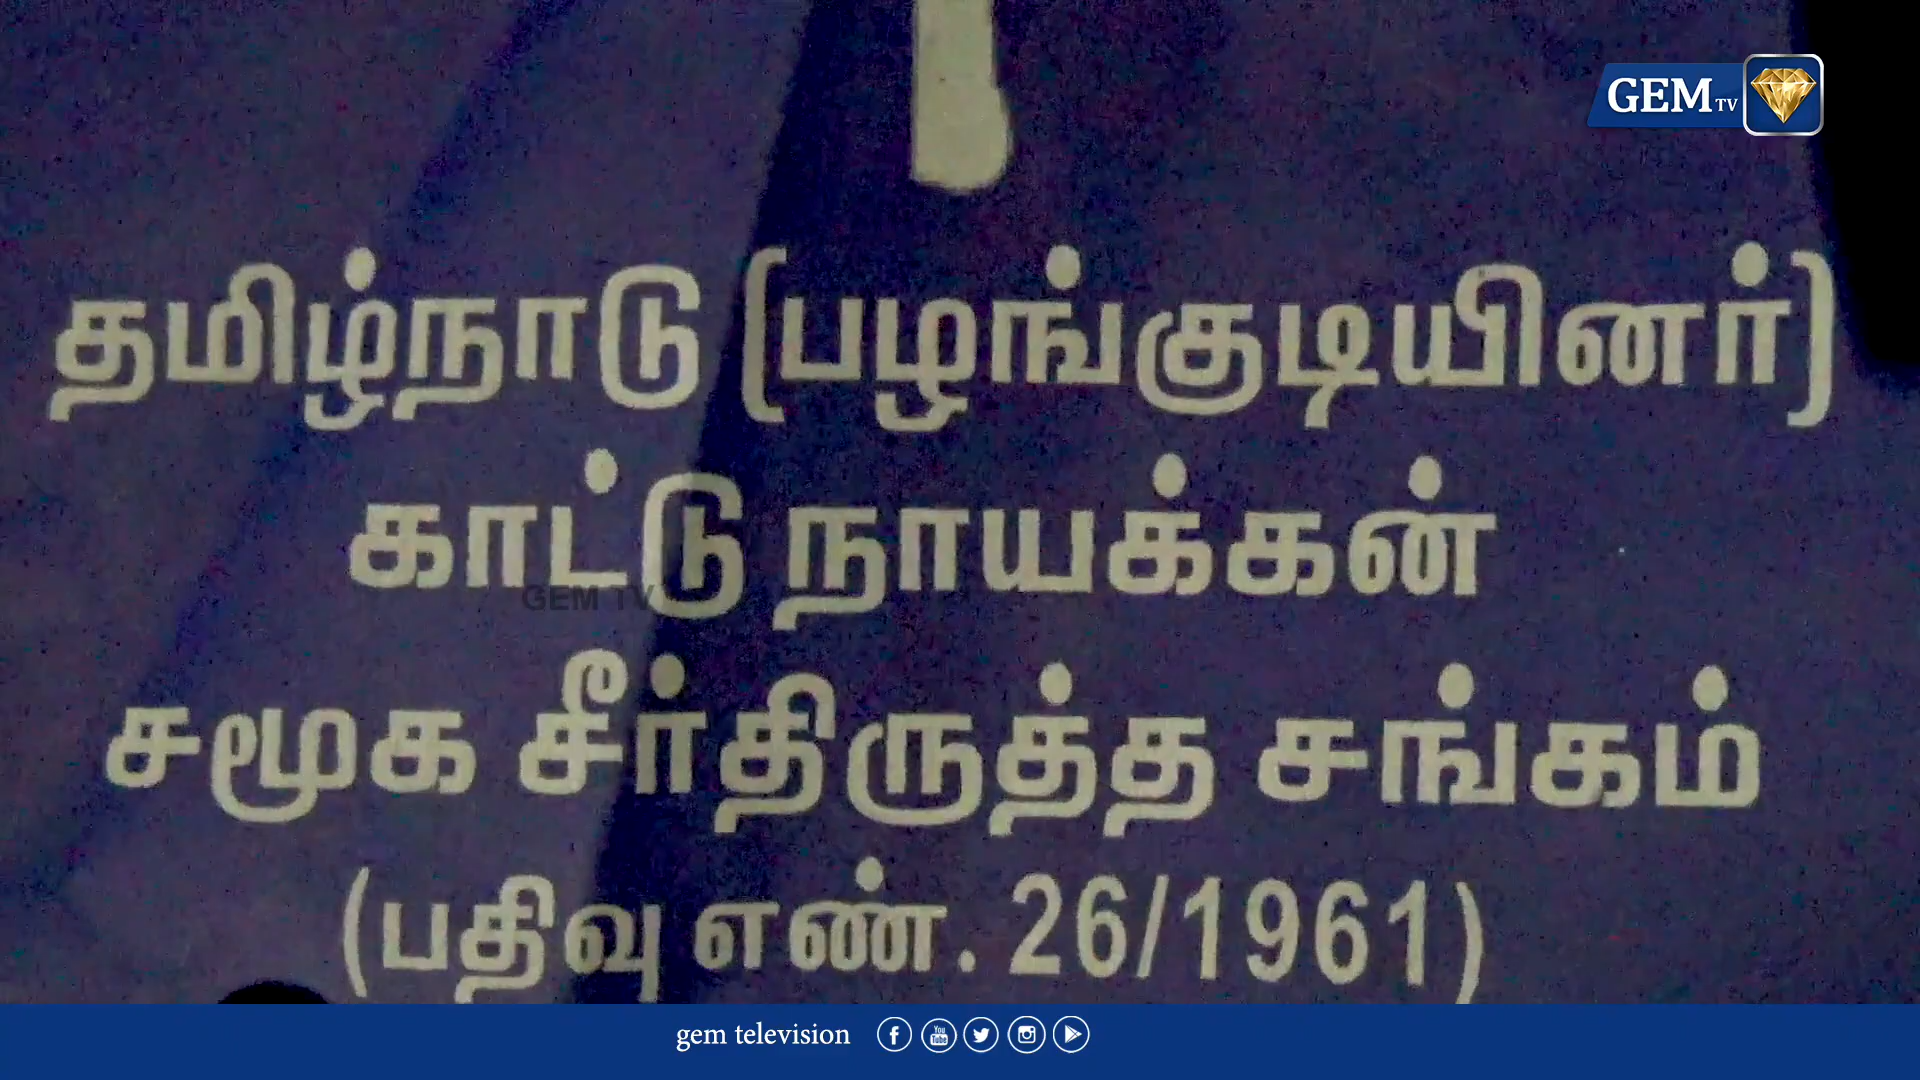 GEM TV
தமிழ்நாடு (பழங்குடியினர்)
காட்டு நாயக்கன்
GEM TV
சமூக சீர்திருத்த சங்கம்
(பதிவு எண். 26/1961)
gem television